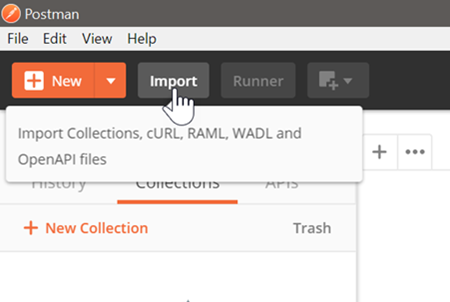 Postman
File Edit View Help
New Import Runner
Import Collections, cURL, RAML, WADL and
OpenAPI files
History Collections APIs
New Collection Trash